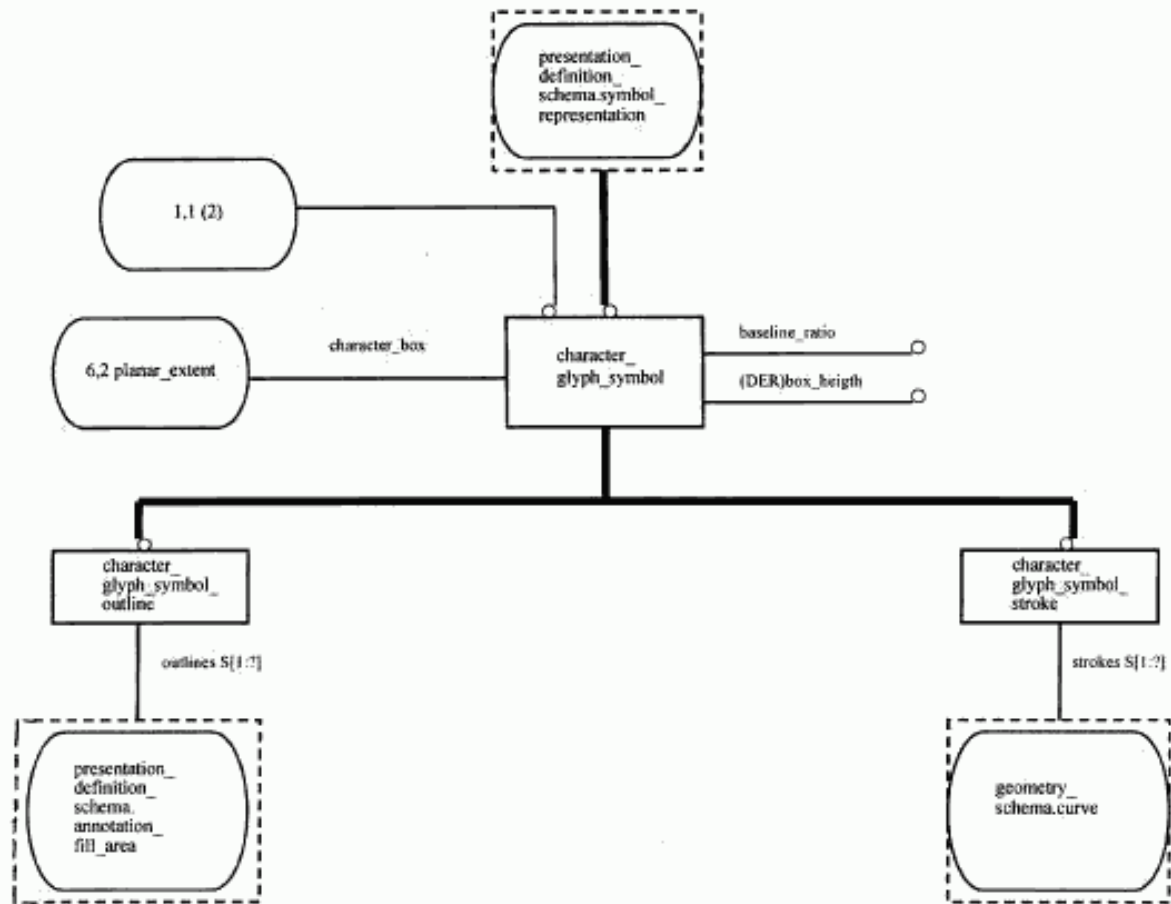 presentation_
definition_
schema.symbol_
representation
1,1 (2)
6,2 planar_extent
character_box
character_
glyph_symbol
baseline_ratio
(DER)box_heigth
character_
glyph_symbol_
outline
character_
glyph_symbol_
stroke
outlines S[1:?]
strokes S[1:?]
presentation_
definition_
schema.
annotation_
fill_area
geometry_
schema.curve